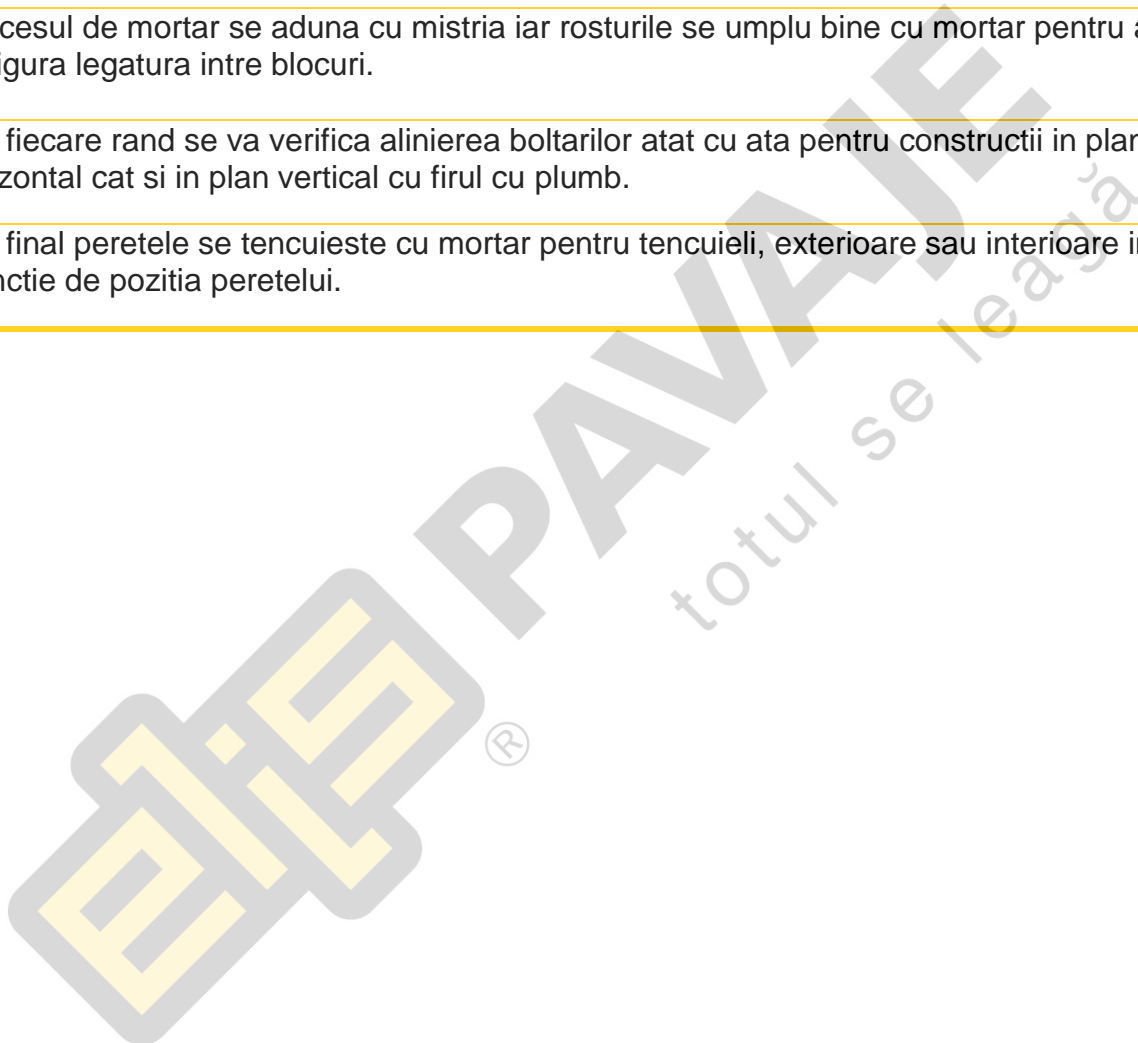 cesul de mortar se aduna cu mistria iar rosturile se umplu bine cu mortar pentru a
igura legatura intre blocuri.
fiecare rand se va verifica alinierea boltarilor atat cu ata pentru constructii in plan
zontal cat si in plan vertical cu firul cu plumb.
final peretele se tencuieste cu mortar pentru tencuieli, exterioare sau interioare in
nctie de pozitia peretelui.
elis PAVAJE
totul se leagă
®